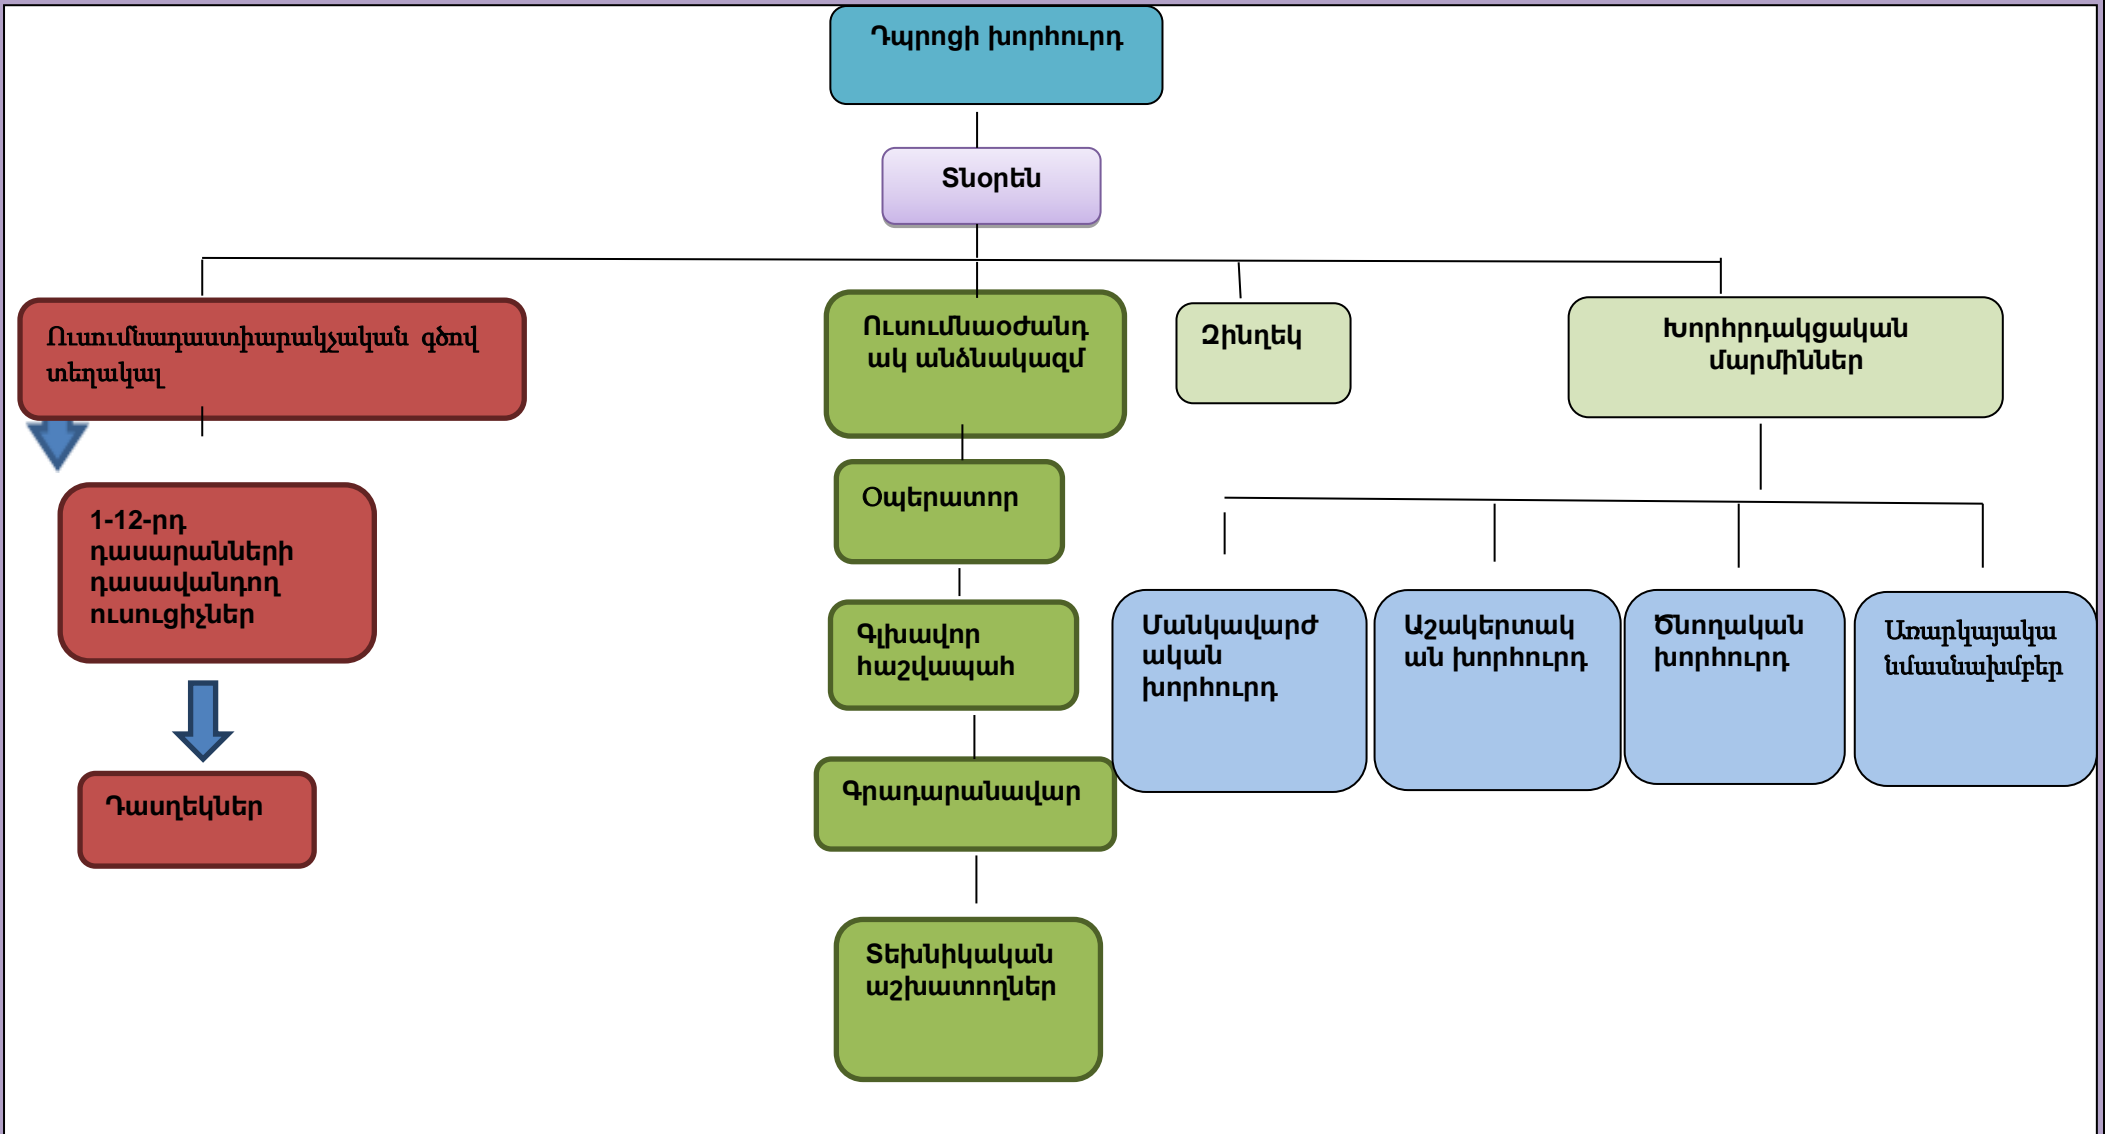 Դպրոցի խորհուրդ
Տնօրեն
Ուսումնադաստիարակչական գծով
տեղակալ
Ուսումնաօժանդ
ակ անձնակազմ
Զինղեկ
Խորհրդակցական
մարմիններ
1-12-րդ
դասարանների
դասավանդող
ուսուցիչներ
Օպերատոր
Գլխավոր
հաշվապահ
Մանկավարժ
ական
խորհուրդ
Աշակերտակ
ան խորհուրդ
Ծնողական
խորհուրդ
Առարկայակա
նմասնախմբեր
Դասղեկներ
Գրադարանավար
Տեխնիկական
աշխատողներ